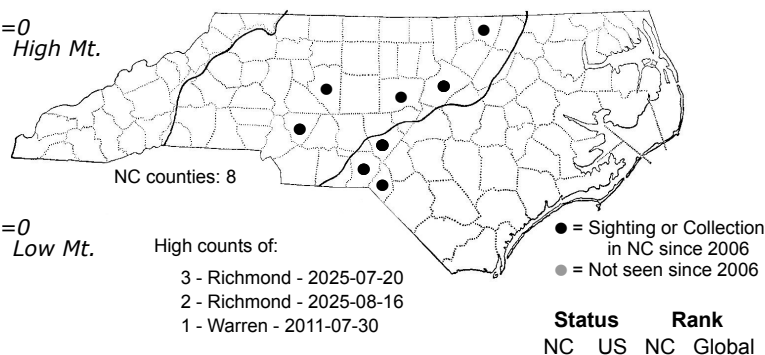 =0
High Mt.
NC counties: 8
=0
Low Mt.
High counts of:
3 - Richmond - 2025-07-20
2 - Richmond - 2025-08-16
1 - Warren - 2011-07-30
= Sighting or Collection
in NC since 2006
= Not seen since 2006
Status Rank
NC US NC Global